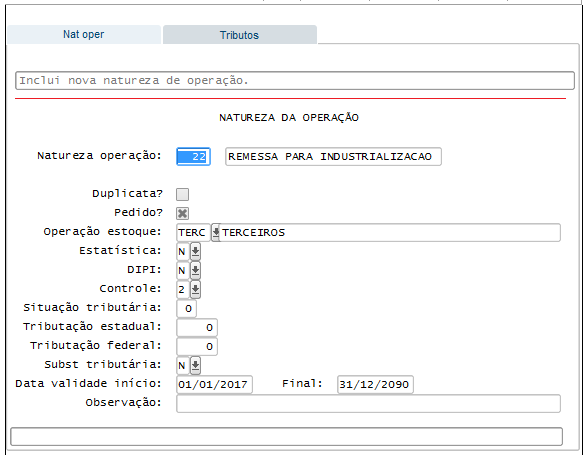 Nat oper Tributos
Inclui nova natureza de operação.
NATUREZA DA OPERAÇÃO
Natureza operação: 22 REMESSA PARA INDUSTRIALIZACAO
Duplicata?
Pedido?
Operação estoque: TERC TERCEIROS
Estatística: N
DIPI: N
Controle: 2
Situação tributária: 0
Tributação estadual: 0
Tributação federal: 0
Subst tributária: N
Data validade início: 01/01/2017 Final: 31/12/2090
Observação: